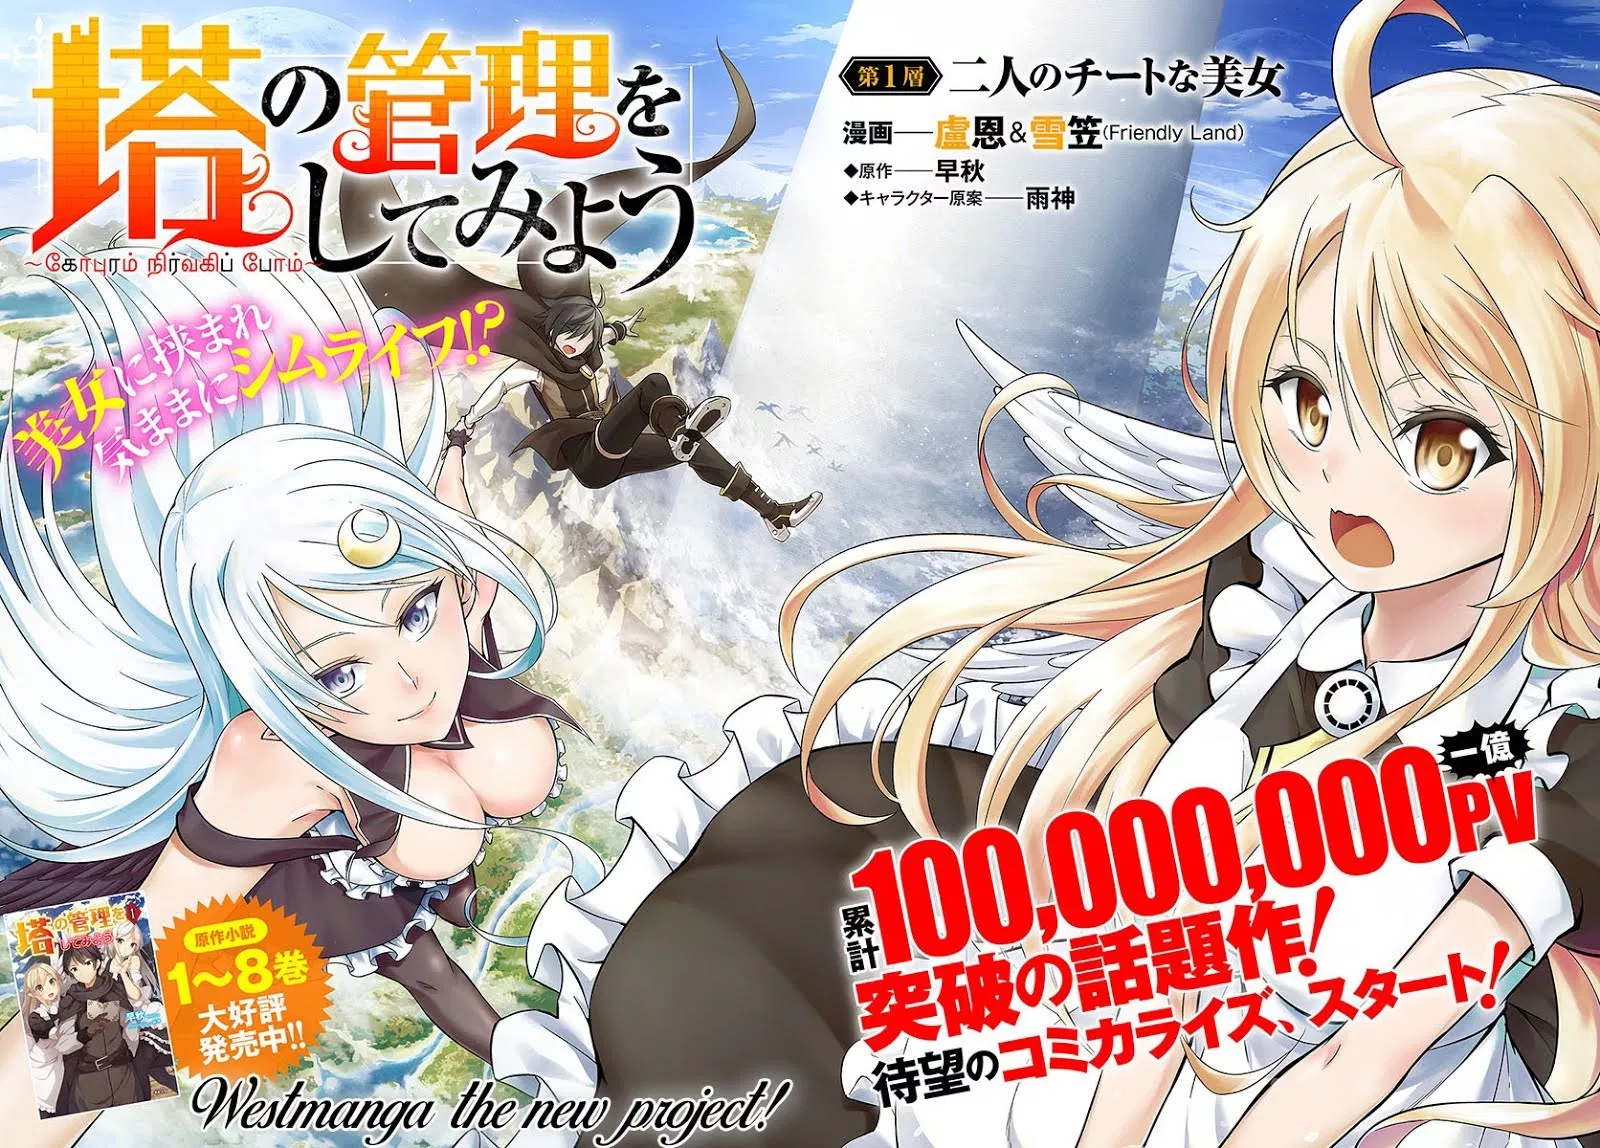 塔の管理を
してみよう
~கோபுரம் நிர்வகிப் போம்~
美女に挟まれ
気ままにシムライフ!?
第1層 二人のチートな美女
漫画──盧恩&雪笠(Friendly Land)
◆原作──早秋
◆キャラクター原案──雨神
一億
累計100,000,000PV
突破の話題作!
待望のコミカライズ、スタート!
塔の管理を
してみよう 1
早秋
原作小説
1〜8巻
大好評
発売中!!
Westmanga the new project!